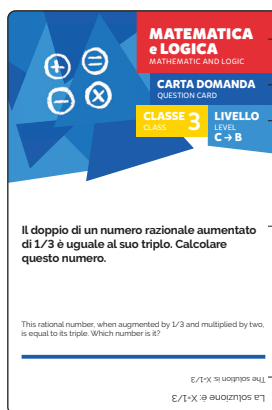 MATEMATICA
e LOGICA
MATHEMATIC AND LOGIC
CARTA DOMANDA
QUESTION CARD
CLASSE 3
CLASS
LIVELLO
LEVEL
C → B
Il doppio di un numero razionale aumentato
di 1/3 è uguale al suo triplo. Calcolare
questo numero.
This rational number, when augmented by 1/3 and multiplied by two,
is equal to its triple. Which number is it?
The solution is: X=1/3
La soluzione è: X=1/3